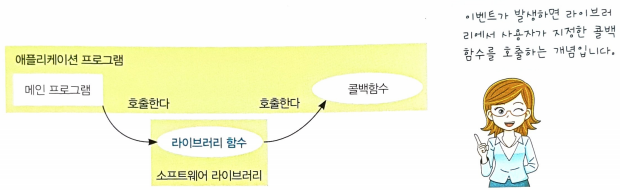 이벤트가 발생하면 라이브러
리에서 사용자가 지정한 콜백
함수를 호출하는 개념입니다.
애플리케이션 프로그램
메인 프로그램
콜백함수
호출한다
호출한다
라이브러리 함수
소프트웨어 라이브러리